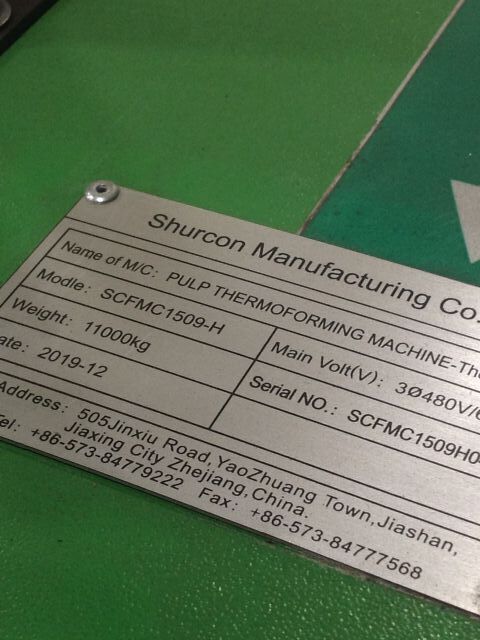 Shurcon Manufacturing Co.
Name of M/C: PULP THERMOFORMING MACHINE-Th
Modle: SCFMC1509-H
Main Volt(V): 3Ø480V/
Weight: 11000kg
Serial NO.: SCFMC1509H0
ate: 2019-12
Address: 505Jinxiu Road,YaoZhuang Town,Jiashan,
Jiaxing City Zhejiang,China.
Tel: +86-573-84779222 Fax: +86-573-84777568